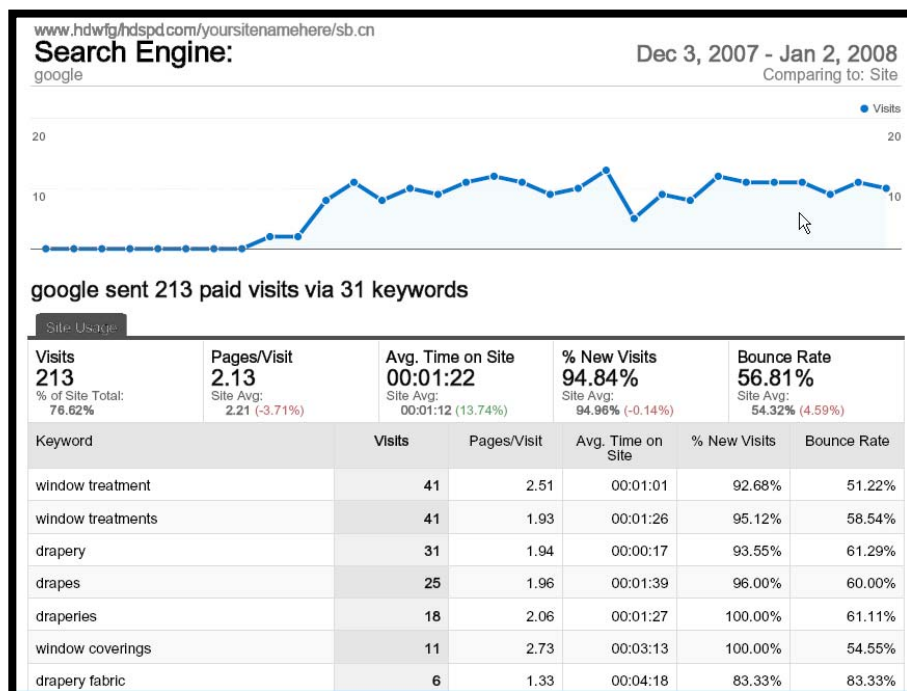 www.hdwfg/hdspd.com/yoursitenamehere/sb.cn
Search Engine:
google
Dec 3, 2007 - Jan 2, 2008
Comparing to: Site
Visits
20 20
10 10
google sent 213 paid visits via 31 keywords
Site Usage
Visits Pages/Visit Avg. Time on Site % New Visits Bounce Rate
213 2.13 00:01:22 94.84% 56.81%
% of Site Total: Site Avg: Site Avg: Site Avg: Site Avg:
76.62% 2.21 (-3.71%) 00:01:12 (13.74%) 94.96% (-0.14%) 54.32% (4.59%)
Keyword Visits Pages/Visit Avg. Time on % New Visits Bounce Rate
Site
window treatment 41 2.51 00:01:01 92.68% 51.22%
window treatments 41 1.93 00:01:26 95.12% 58.54%
drapery 31 1.94 00:00:17 93.55% 61.29%
drapes 25 1.96 00:01:39 96.00% 60.00%
draperies 18 2.06 00:01:27 100.00% 61.11%
window coverings 11 2.73 00:03:13 100.00% 54.55%
drapery fabric 6 1.33 00:04:18 83.33% 83.33%